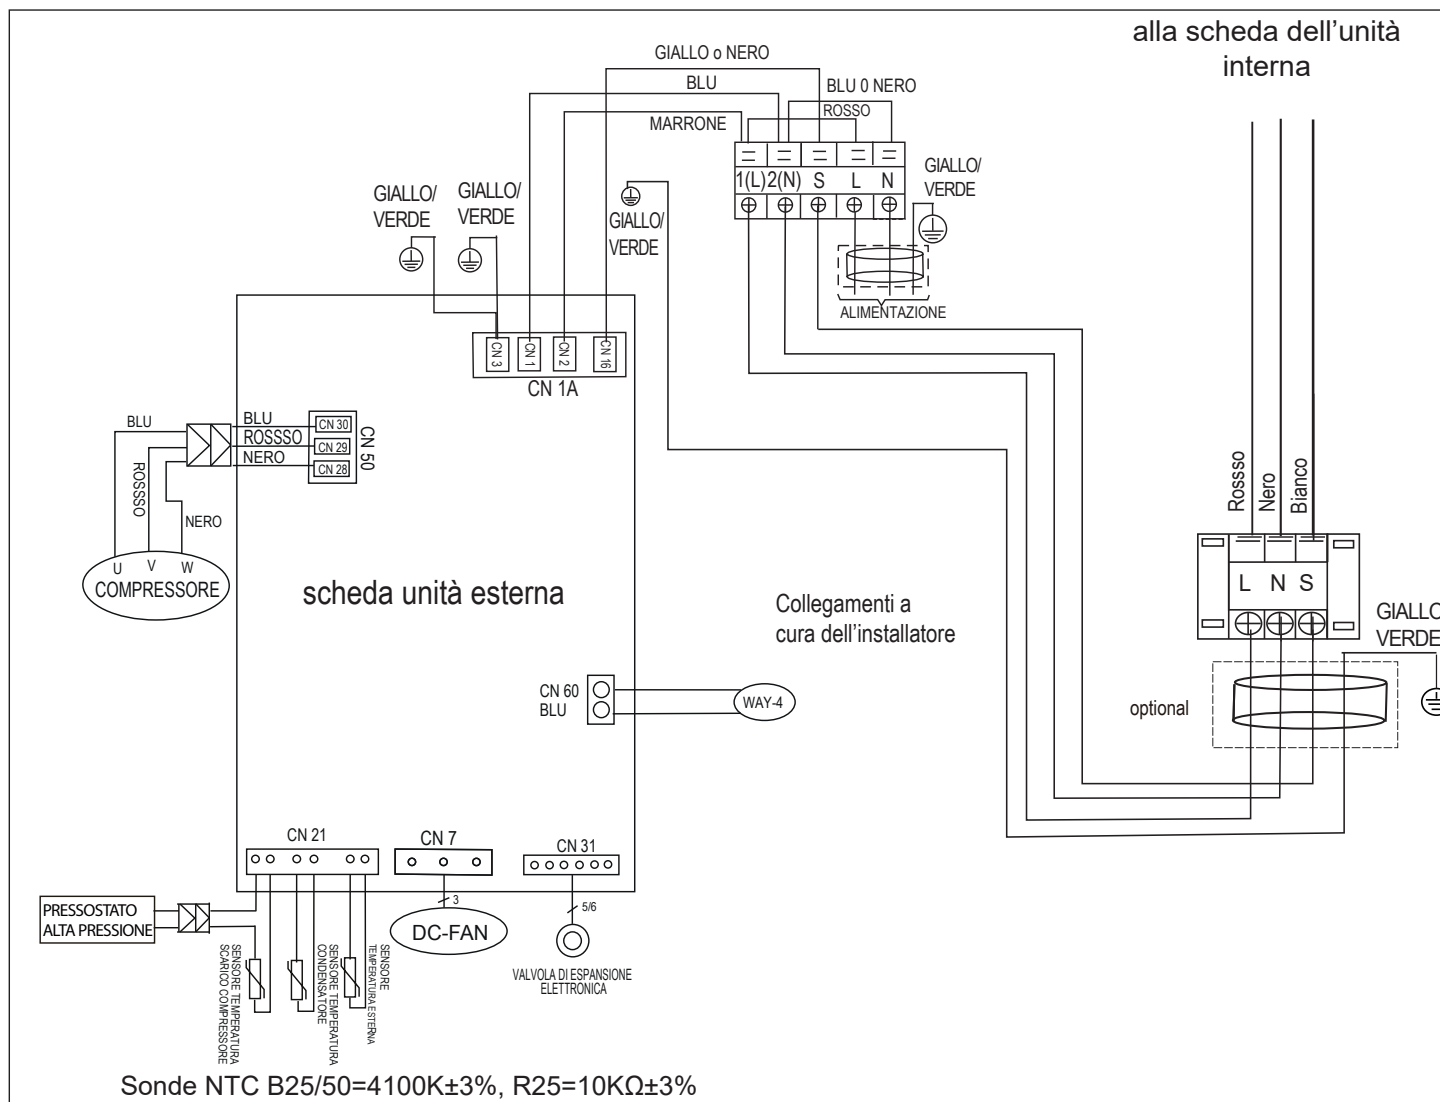 alla scheda dell'unità
interna
GIALLO o NERO
BLU
BLU 0 NERO
ROSSO
MARRONE
1(L) 2(N) S L N
GIALLO/
VERDE
GIALLO/
VERDE
GIALLO/
VERDE
GIALLO/
VERDE
ALIMENTAZIONE
CN 3
CN 1
CN 2
CN 16
CN 1A
BLU
BLU
ROSSSO
NERO
CN 30
CN 29
CN 28
CN 50
ROSSSO
NERO
U V W
COMPRESSORE
scheda unità esterna
Collegamenti a
cura dell'installatore
Rossso
Nero
Bianco
L N S
GIALLO
VERDE
optional
CN 60
BLU
WAY-4
CN 21
CN 7
CN 31
PRESSOSTATO
ALTA PRESSIONE
3
DC-FAN
5/6
VALVOLA DI ESPANSIONE
ELETTRONICA
SENSORE TEMPERATURA
SCARICO COMPRESSORE
SENSORE TEMPERATURA
CONDENSATORE
SENSORE
TEMPERATURA ESTERNA
Sonde NTC B25/50=4100K±3%, R25=10KΩ±3%